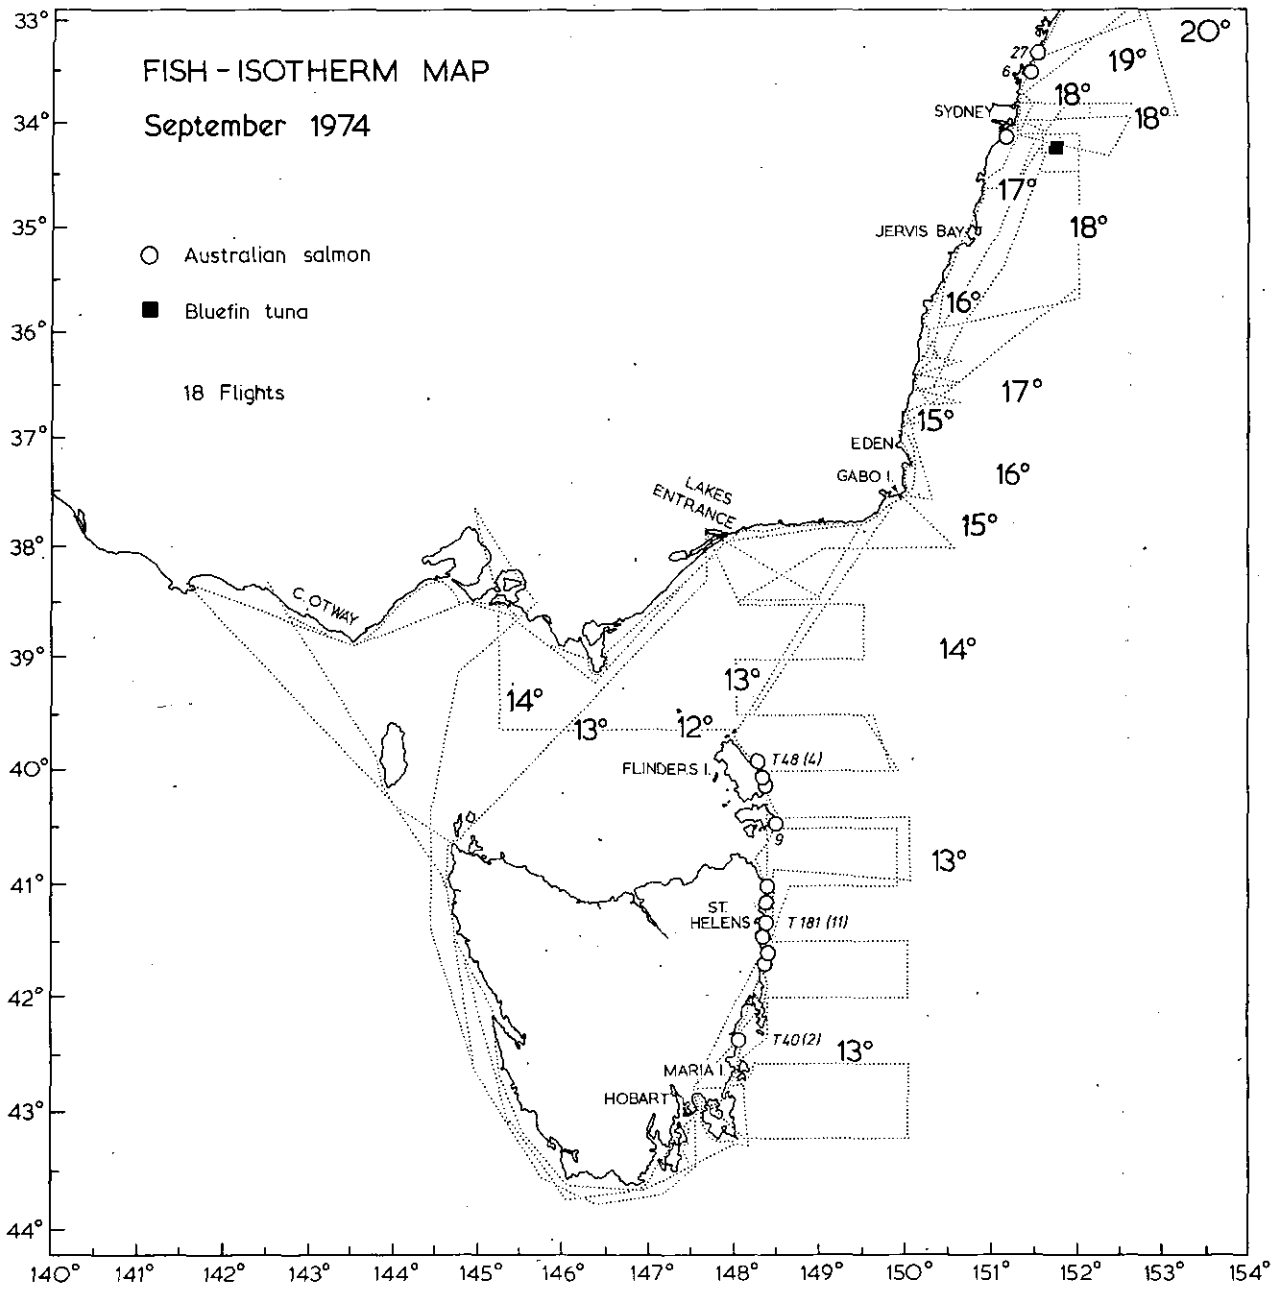 FISH-ISOTHERM MAP
September 1974
Australian salmon
Bluefin tuna
18 Flights
33°
34°
35°
36°
37°
38°
39°
40°
41°
42°
43°
44°
140° 141° 142° 143° 144° 145° 146° 147° 148° 149° 150° 151° 152° 153° 154°
20°
27
19°
6
18°
SYDNEY
18°
17°
JERVIS BAY
18°
16°
17°
15°
EDEN
GABO I.
16°
LAKES
ENTRANCE
15°
C. OTWAY
14°
13°
14°
13°
12°
FLINDERS I.
T48 (4)
9
13°
ST.
HELENS
T 181 (11)
T40(2)
13°
MARIA I.
HOBART